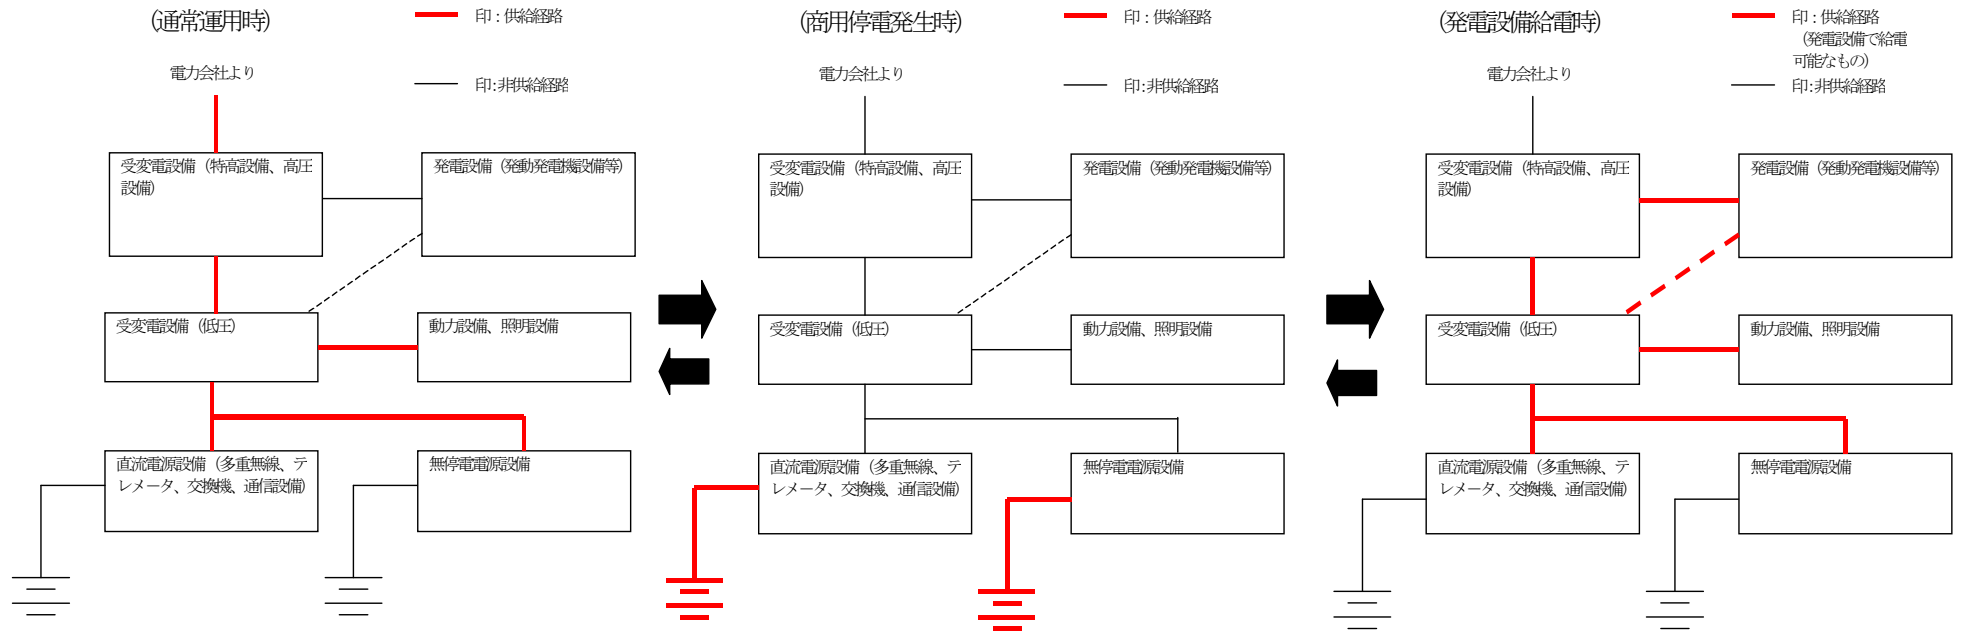 （通常運用時）
印：供給経路
電力会社より
印：非供給経路
受変電設備（特高設備、高圧
設備）
発電設備（発動発電機設備等）
受変電設備（低圧）
動力設備、照明設備
直流電源設備（多重無線、テ
レメータ、交換機、通信設備）
無停電電源設備
（商用停電発生時）
印：供給経路
電力会社より
印：非供給経路
受変電設備（特高設備、高圧
設備）
発電設備（発動発電機設備等）
受変電設備（低圧）
動力設備、照明設備
直流電源設備（多重無線、テ
レメータ、交換機、通信設備）
無停電電源設備
（発電設備給電時）
印：供給経路
（発電設備で給電
可能なもの）
電力会社より
印：非供給経路
受変電設備（特高設備、高圧
設備）
発電設備（発動発電機設備等）
受変電設備（低圧）
動力設備、照明設備
直流電源設備（多重無線、テ
レメータ、交換機、通信設備）
無停電電源設備